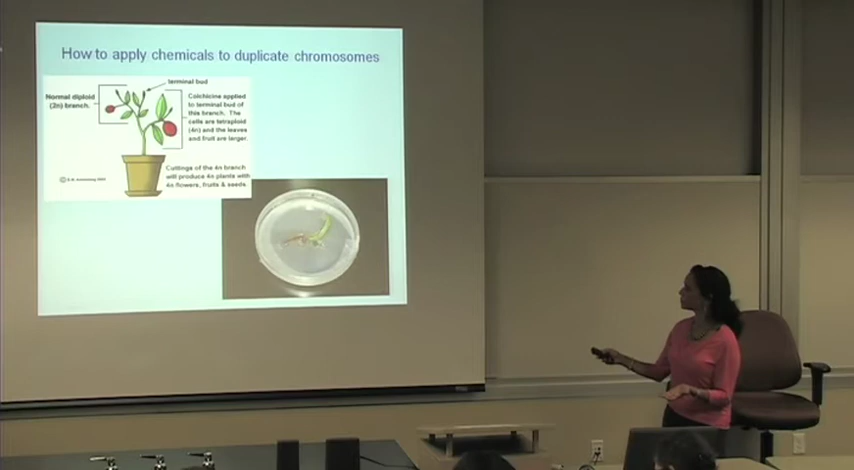 How to apply chemicals to duplicate chromosomes
terminal bud
Normal diploid
(2n) branch.
Colchicine applied
to terminal bud of
this branch. The
cells are tetraploid
(4n) and the leaves
and fruit are larger.
Cuttings of the 4n branch
will produce 4n plants with
4n flowers, fruits & seeds